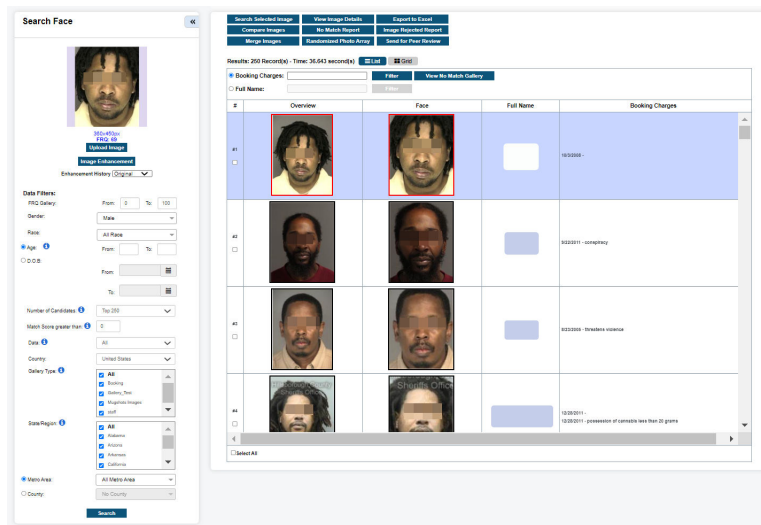 Search Face
«
360x450px
FRQ: 69
Upload Image
Image Enhancement
Enhancement History Original
Data Filters:
FRQ Gallery: From: 0 To: 100
Gender: Male
Race: All Race
Age: From: To:
D.O.B
From:
To:
Number of Candidates: Top 250
Match Score greater than: 0
Data: All
Country: United States
Gallery Type: All
Booking
Gallery_Test
Mugshots Images
staff
State/Region: All
Alabama
Arizona
Arkansas
California
Metro Area: All Metro Area
County: No County
Search
Search Selected Image View Image Details Export to Excel
Compare Images No Match Report Image Rejected Report
Merge Images Randomized Photo Array Send for Peer Review
Results: 250 Record(s) - Time: 36.643 second(s) List Grid
Booking Charges: Filter View No Match Gallery
Full Name: Filter
# Overview Face Full Name Booking Charges
#1 10/3/2005 -
#2 9/22/2011 - conspiracy
#3 8/23/2005 - threatens violence
Sheriffs Office Sheriffs Office
#4 12/28/2011 -
12/28/2011 - possession of cannabis less than 20 grams
Select All